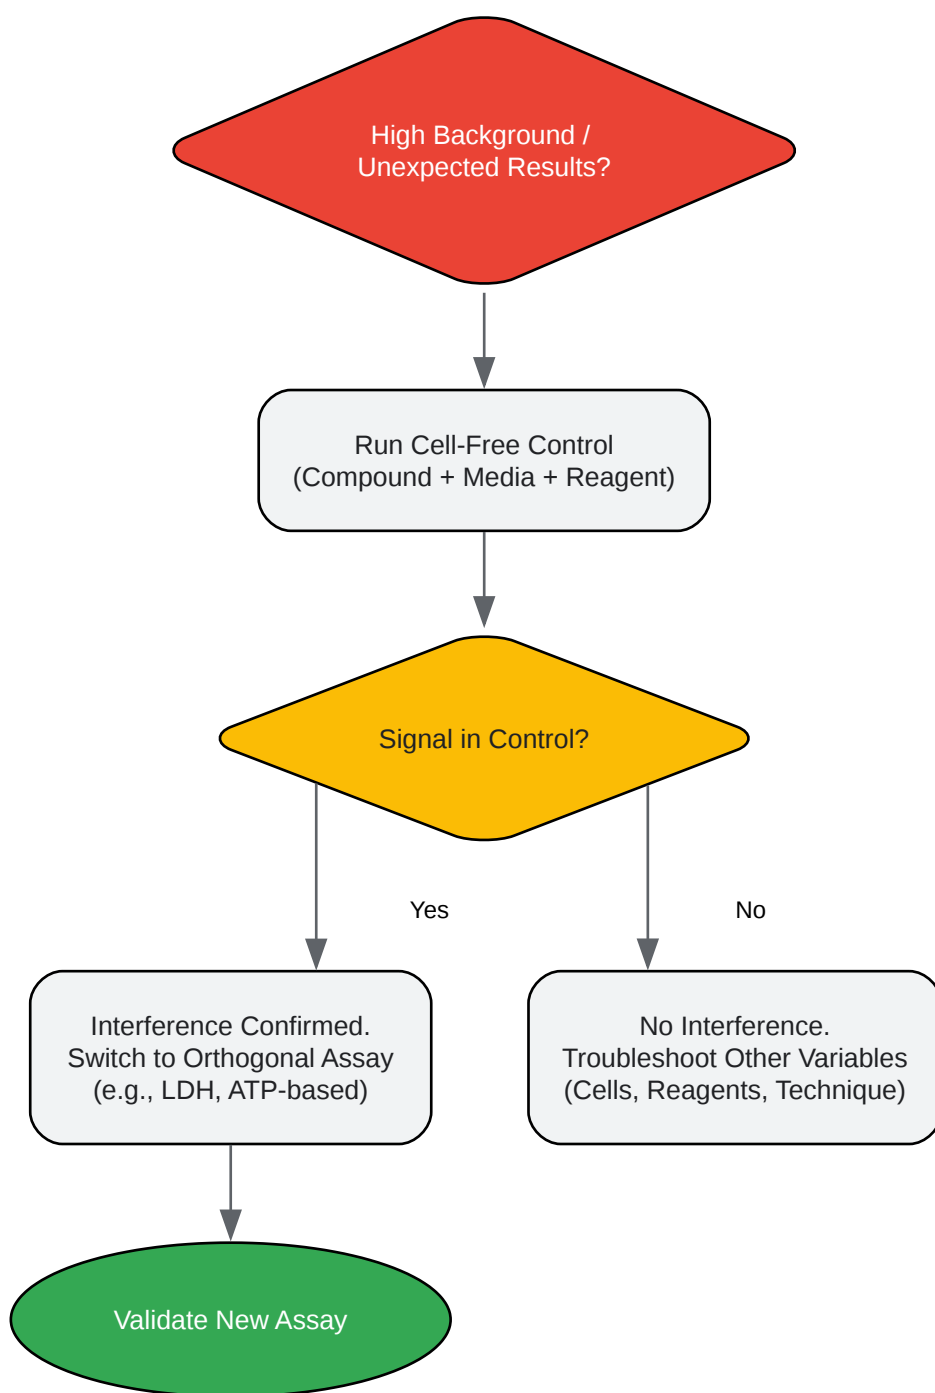 High Background /
Unexpected Results?
Run Cell-Free Control
(Compound + Media + Reagent)
Signal in Control?
Yes
No
Interference Confirmed.
Switch to Orthogonal Assay
(e.g., LDH, ATP-based)
No Interference.
Troubleshoot Other Variables
(Cells, Reagents, Technique)
Validate New Assay